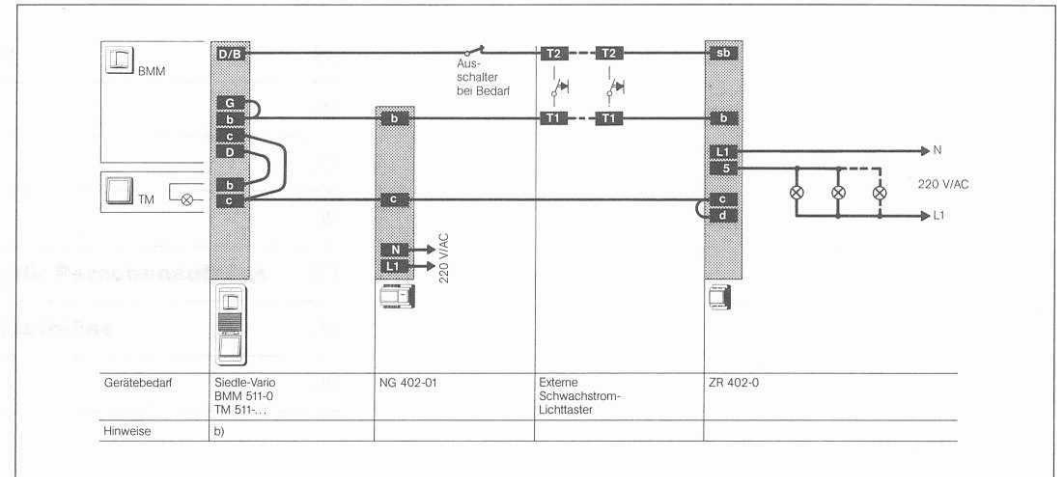 BMM
D/B
G
b
c
D
b
c
TM
Aus-
schalter
bei Bedarf
T2
T2
T1
T1
b
c
N
L1
220 V/AC
sb
b
L1
5
c
d
N
220 V/AC
L1
Gerätebedarf
Siedle-Vario
BMM 511-0
TM 511-...
NG 402-01
Externe
Schwachstrom-
Lichttaster
ZR 402-0
Hinweise
b)